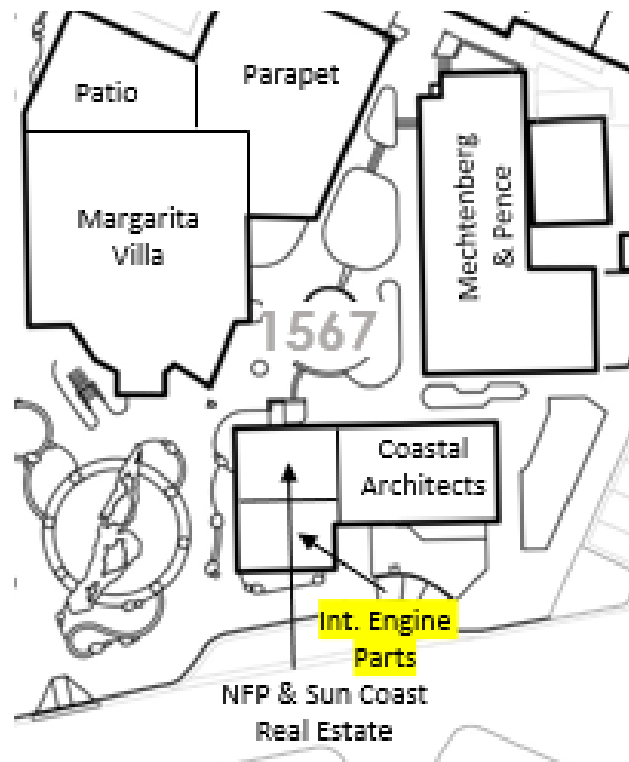 Parapet
Patio
Margarita
Villa
Mechtenberg
& Pence
1567
Coastal
Architects
Int. Engine
Parts
NFP & Sun Coast
Real Estate